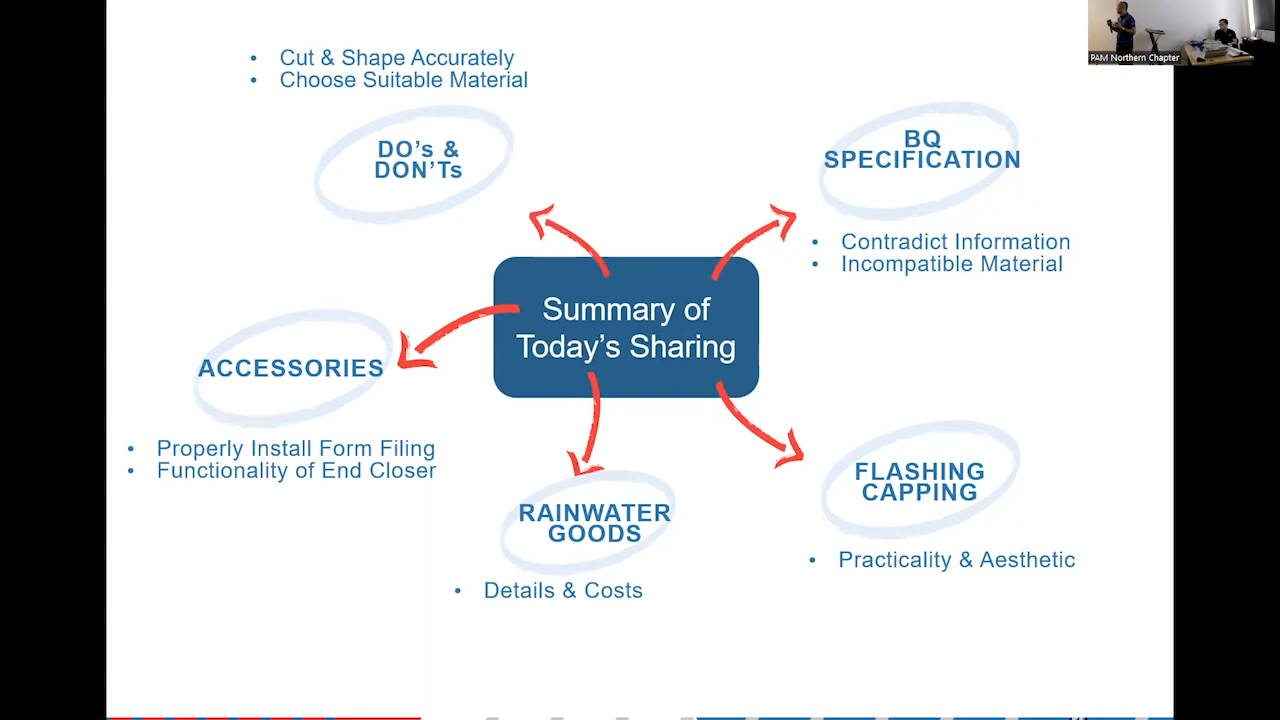 PAM Northern Chapter
• Cut & Shape Accurately
• Choose Suitable Material
DO's &
DON'Ts
BQ
SPECIFICATION
• Contradict Information
• Incompatible Material
Summary of
Today's Sharing
ACCESSORIES
• Properly Install Form Filing
• Functionality of End Closer
RAINWATER
GOODS
• Details & Costs
FLASHING
CAPPING
• Practicality & Aesthetic